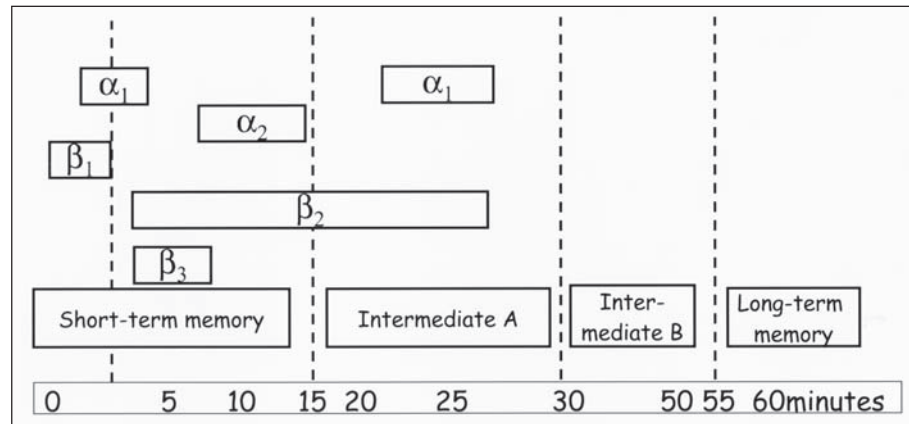 α₁
α₁
α₂
β₁
β₂
β₃
Short-term memory
Intermediate A
Inter-
mediate B
Long-term
memory
0 5 10 15 20 25 30 50 55 60minutes